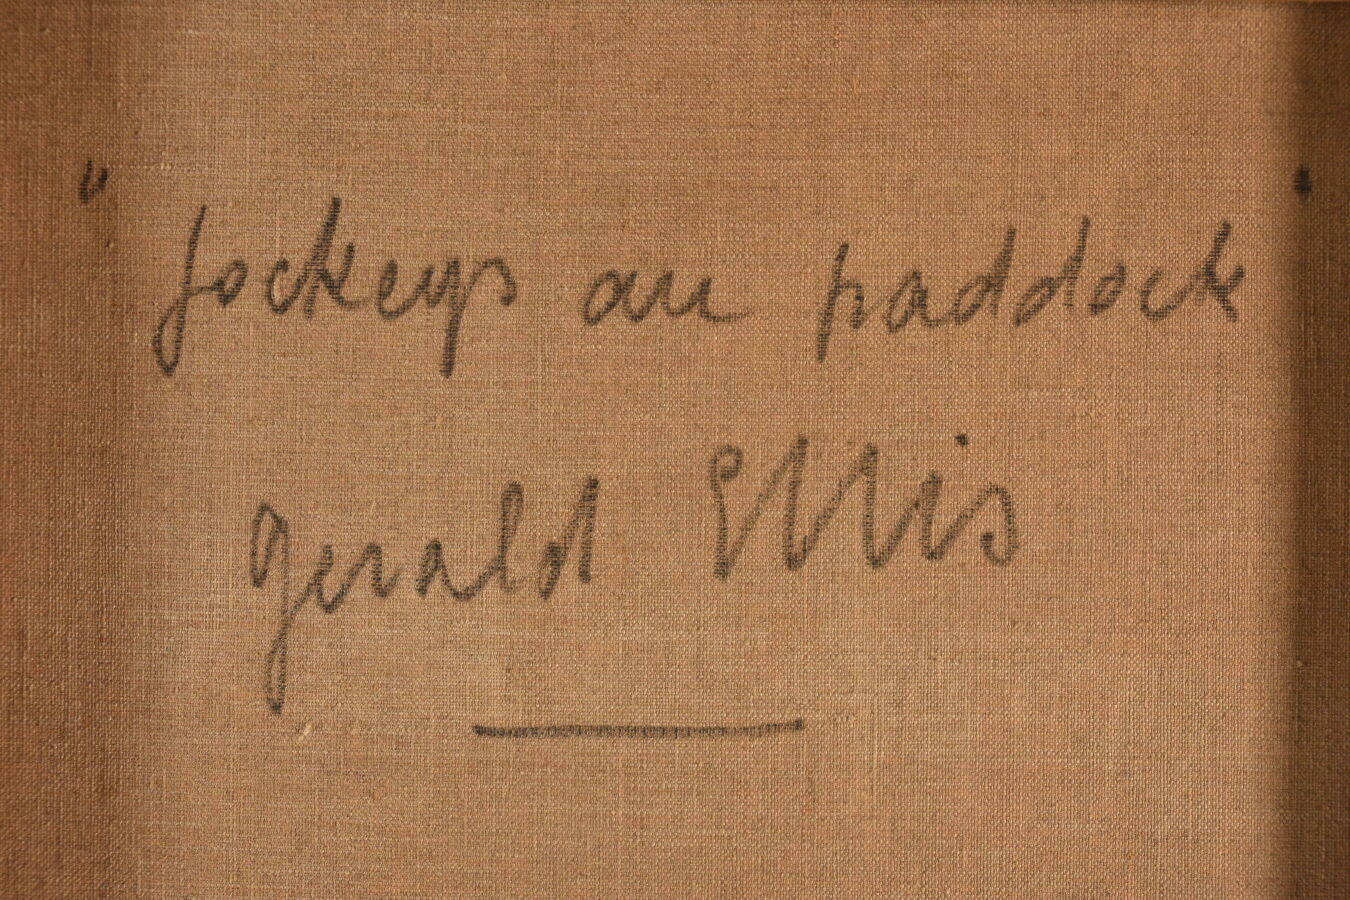 "Jockeys au paddock"
Gerald Ellis